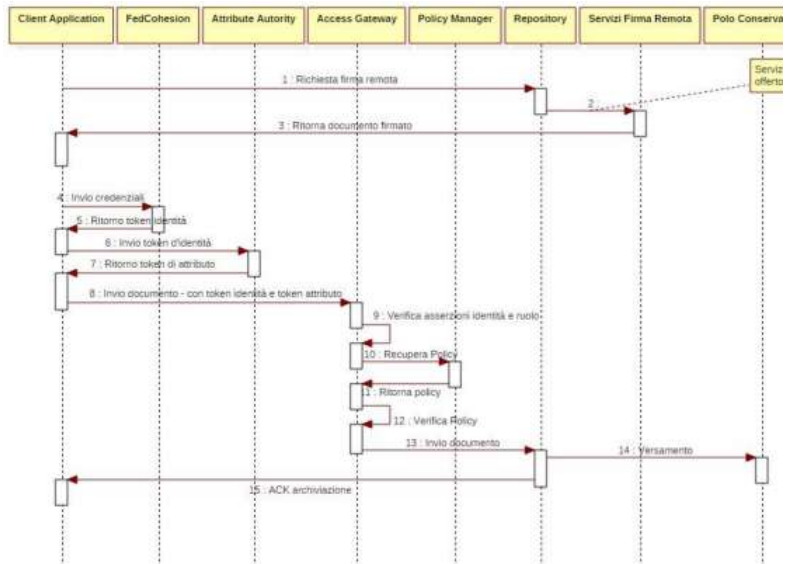 Client Application
FedCohesion
Attribute Autority
Access Gateway
Policy Manager
Repository
Servizi Firma Remota
Polo Conserva
Serviz
offerto
1 : Richiesta firma remota
2
3 : Ritorna documento firmato
4 : Invio credenziali
5 : Ritorno token identità
6 : Invio token d'identità
7 : Ritorno token di attributo
8 : Invio documento - con token identità e token attributo
9 : Verifica asserzioni identità e ruolo
10 : Recupera Policy
11 : Ritorna policy
12 : Verifica Policy
13 : Invio documento
14 : Versamento
15 : ACK archiviazione